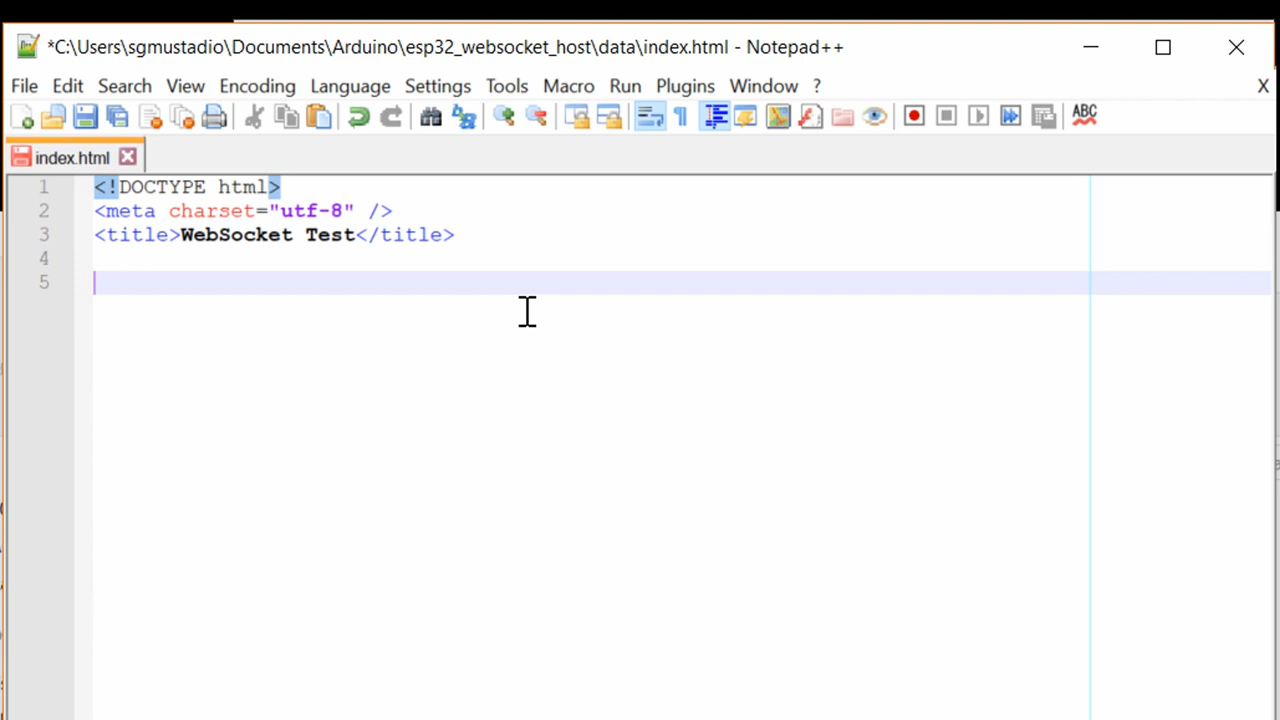 *C:\Users\sgmustadio\Documents\Arduino\esp32_websocket_host\data\index.html - Notepad++
File Edit Search View Encoding Language Settings Tools Macro Run Plugins Window ? X
ABC
index.html
1 <!DOCTYPE html>
2 <meta charset="utf-8" />
3 <title>WebSocket Test</title>
4
5